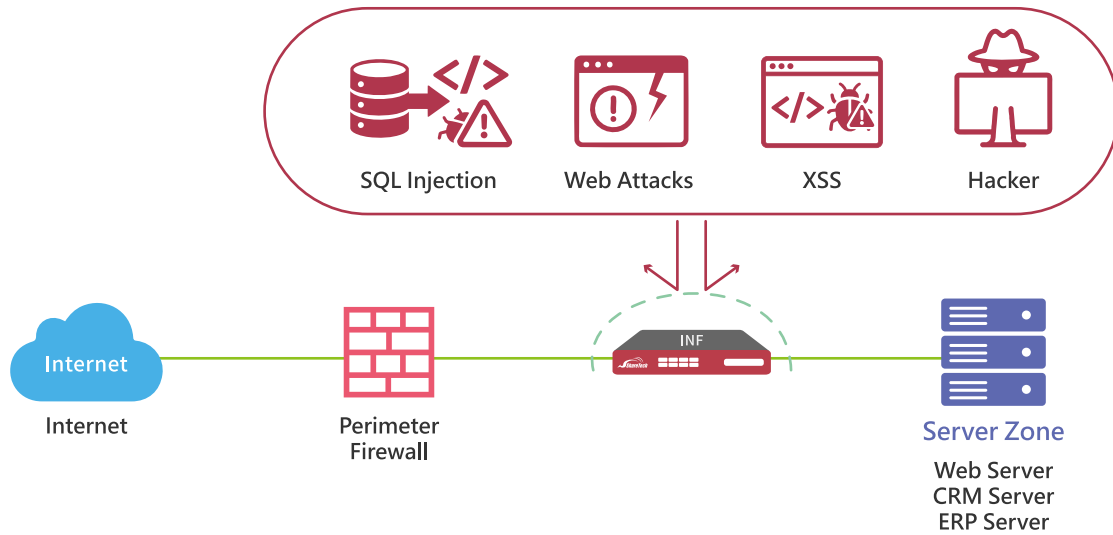 SQL Injection
Web Attacks
XSS
Hacker
Internet
Internet
Perimeter
Firewall
INF
ShareTech
Server Zone
Web Server
CRM Server
ERP Server